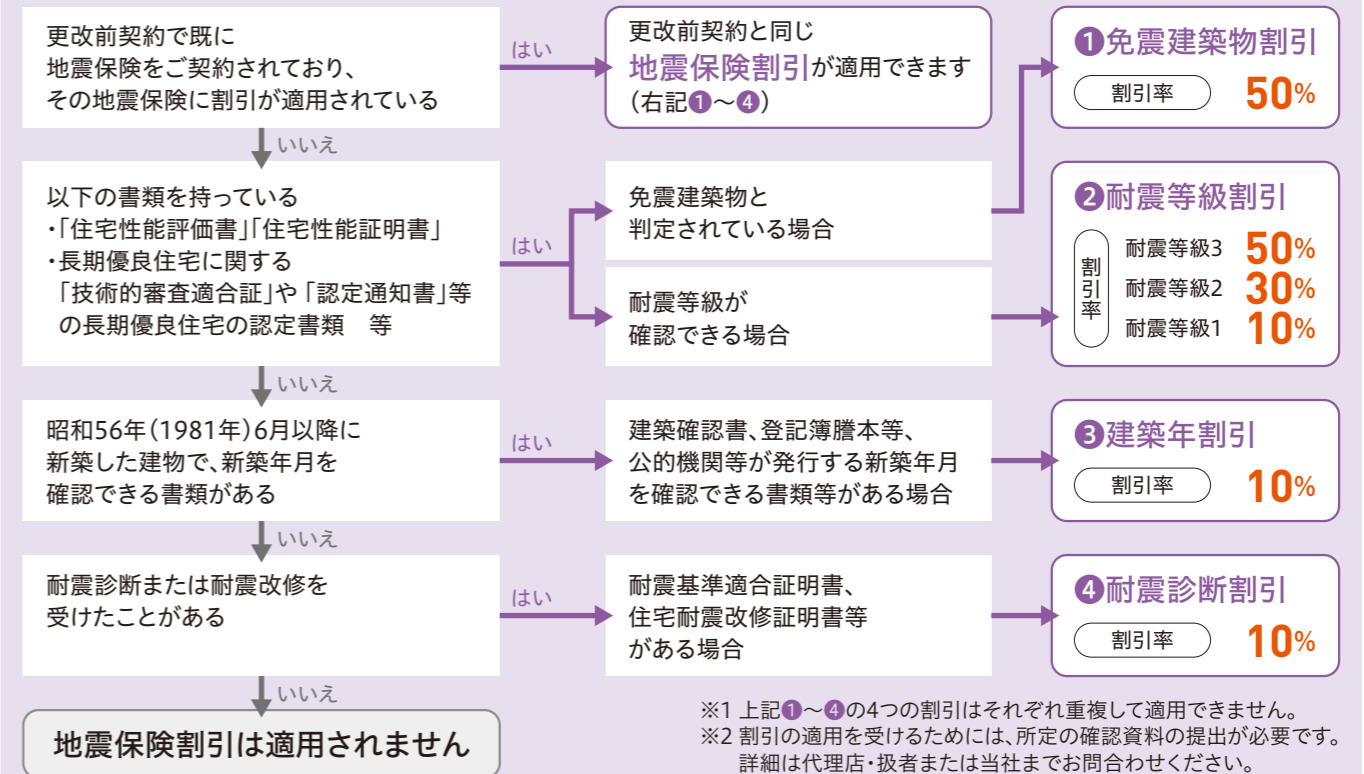 更改前契約で既に
地震保険をご契約されており、
その地震保険に割引が適用されている
はい
更改前契約と同じ
地震保険割引が適用できます
(右記❶～❹)
❶免震建築物割引
割引率 50%
いいえ
以下の書類を持っている
・「住宅性能評価書」「住宅性能証明書」
・長期優良住宅に関する
「技術的審査適合証」や「認定通知書」等
の長期優良住宅の認定書類 等
はい
免震建築物と
判定されている場合
耐震等級が
確認できる場合
❷耐震等級割引
割引率
耐震等級3 50%
耐震等級2 30%
耐震等級1 10%
いいえ
昭和56年(1981年)6月以降に
新築した建物で、新築年月を
確認できる書類がある
はい
建築確認書、登記簿謄本等、
公的機関等が発行する新築年月
を確認できる書類等がある場合
❸建築年割引
割引率 10%
いいえ
耐震診断または耐震改修を
受けたことがある
はい
耐震基準適合証明書、
住宅耐震改修証明書等
がある場合
❹耐震診断割引
割引率 10%
いいえ
地震保険割引は適用されません
※1 上記❶～❹の4つの割引はそれぞれ重複して適用できません。
※2 割引の適用を受けるためには、所定の確認資料の提出が必要です。
詳細は代理店・扱者または当社までお問合わせください。